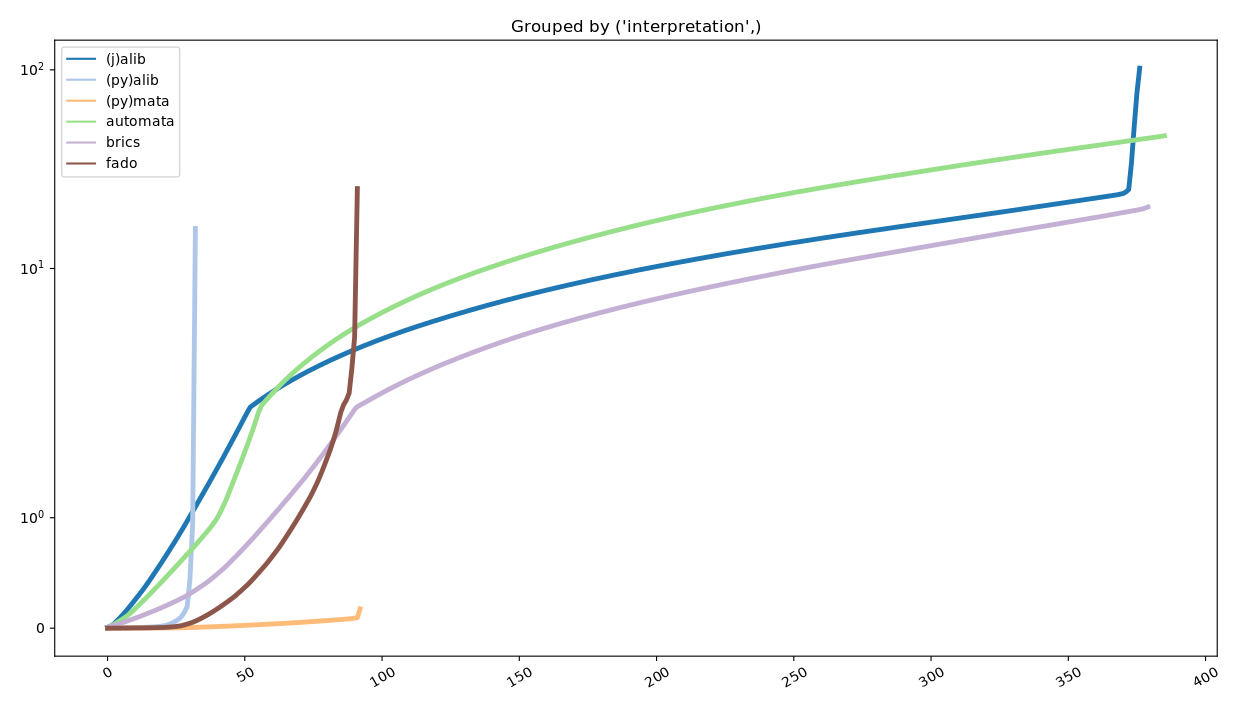 Grouped by ('interpretation',)
(j)alib
(py)alib
(py)mata
automata
brics
fado
10²
10¹
10⁰
0
0
50
100
150
200
250
300
350
400